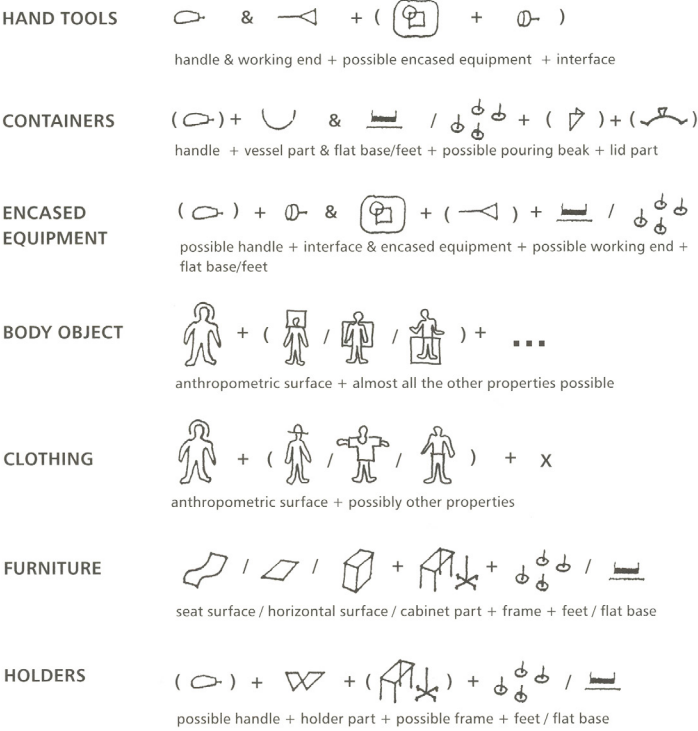 HAND TOOLS & + ( + )
handle & working end + possible encased equipment + interface
CONTAINERS ( ) + & / + ( ) + ( )
handle + vessel part & flat base/feet + possible pouring beak + lid part
ENCASED EQUIPMENT ( ) + & + ( ) + /
possible handle + interface & encased equipment + possible working end +
flat base/feet
BODY OBJECT + ( / / ) + ...
anthropometric surface + almost all the other properties possible
CLOTHING + ( / / ) + x
anthropometric surface + possibly other properties
FURNITURE / / + + /
seat surface / horizontal surface / cabinet part + frame + feet / flat base
HOLDERS ( ) + + ( ) + /
possible handle + holder part + possible frame + feet / flat base